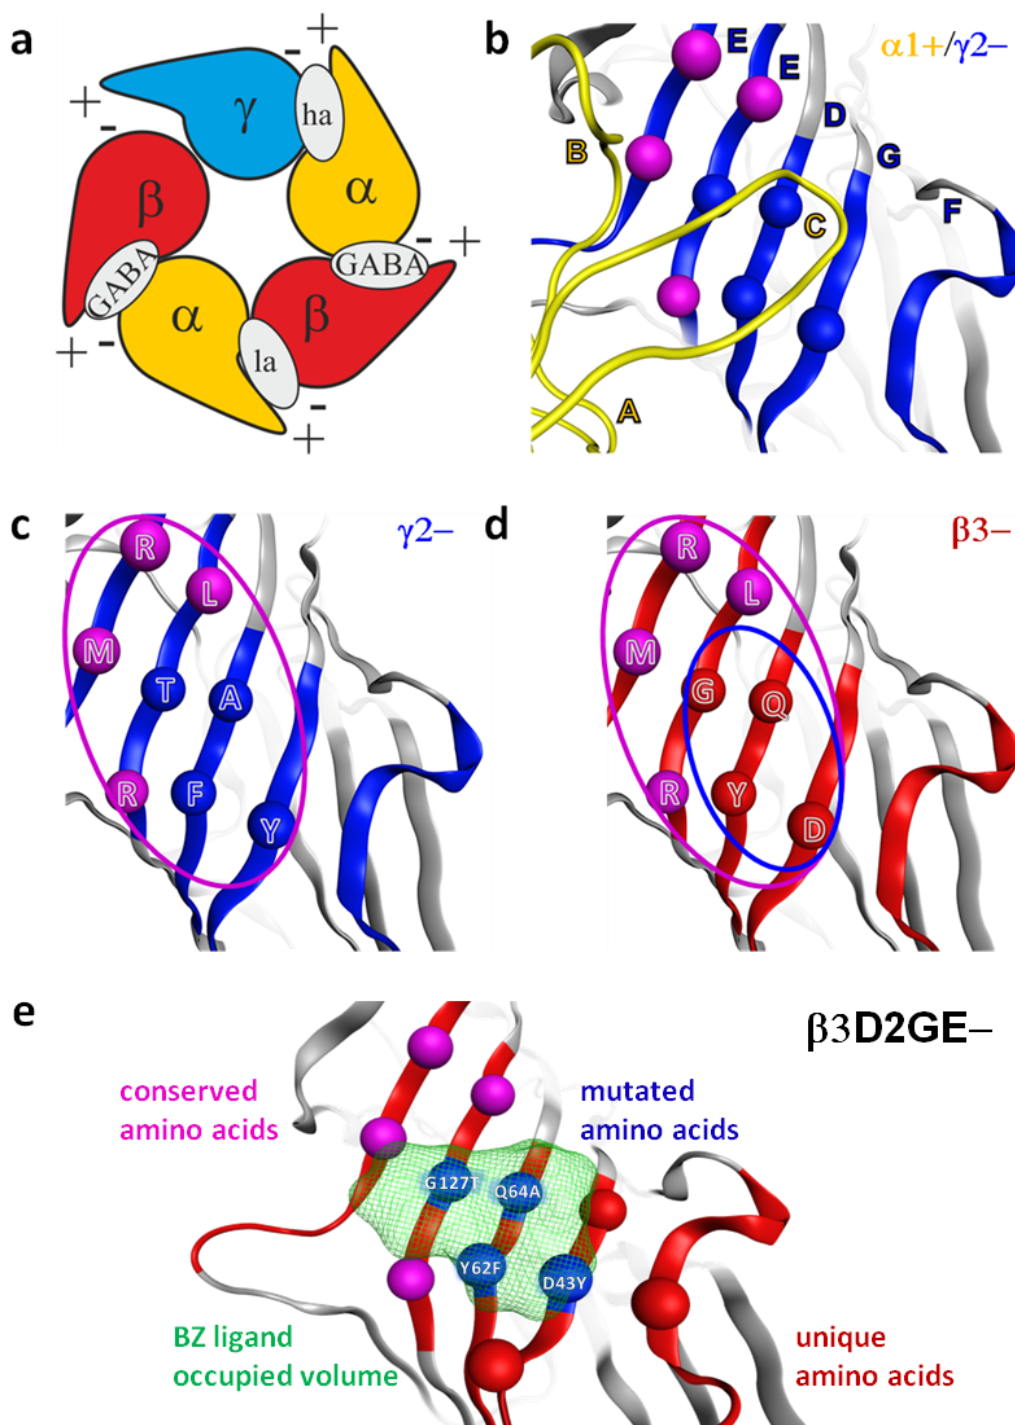 a
+
-
γ
ha
+
-
β
α
GABA
- +
GABA
+
-
α
la
β
-
+
b
α1+/γ2−
E
E
D
B
G
C
F
A
c
γ2−
R
L
M
T
A
R
F
Y
d
β3−
R
L
M
G
Q
R
Y
D
e
β3D2GE−
conserved
amino acids
mutated
amino acids
G127T
Q64A
Y62F
D43Y
BZ ligand
occupied volume
unique
amino acids